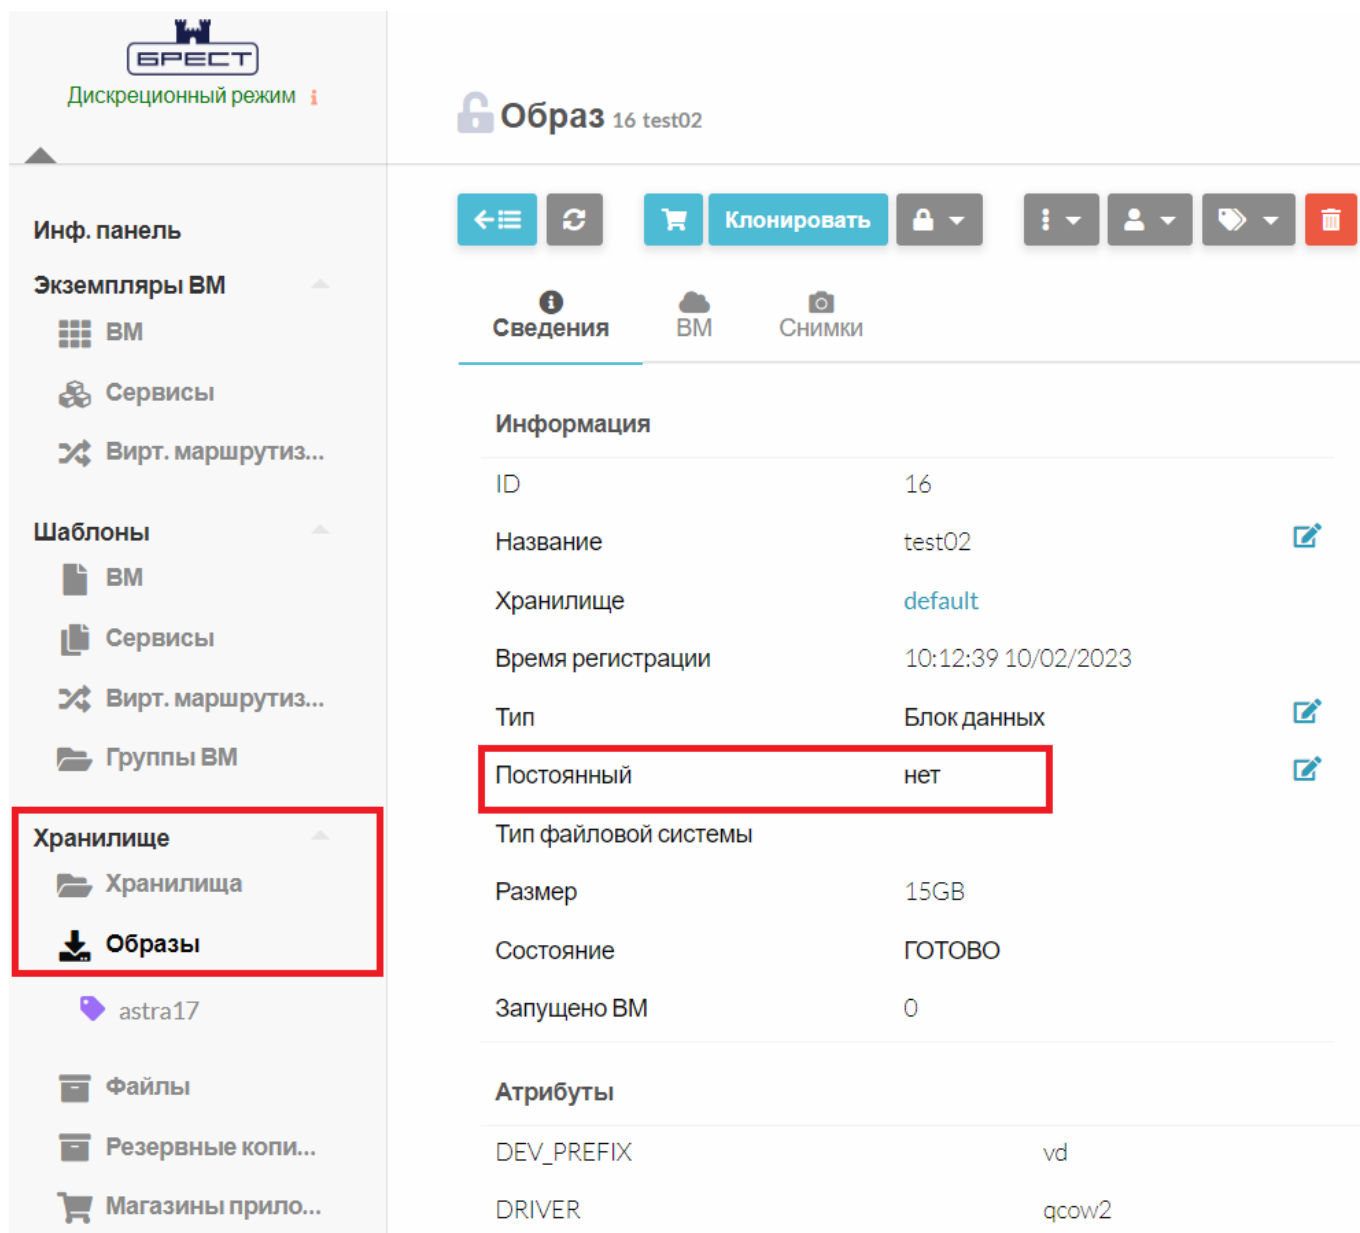 БРЕСТ
Дискреционный режим i
Инф. панель
Экземпляры ВМ
ВМ
Сервисы
Вирт. маршрутиз...
Шаблоны
ВМ
Сервисы
Вирт. маршрутиз...
Группы ВМ
Хранилище
Хранилища
Образы
astra17
Файлы
Резервные копи...
Магазины прило...
Образ 16 test02
Клонировать
Сведения ВМ Снимки
Информация
ID 16
Название test02
Хранилище default
Время регистрации 10:12:39 10/02/2023
Тип Блок данных
Постоянный нет
Тип файловой системы
Размер 15GB
Состояние ГОТОВО
Запущено ВМ 0
Атрибуты
DEV_PREFIX vd
DRIVER qcow2